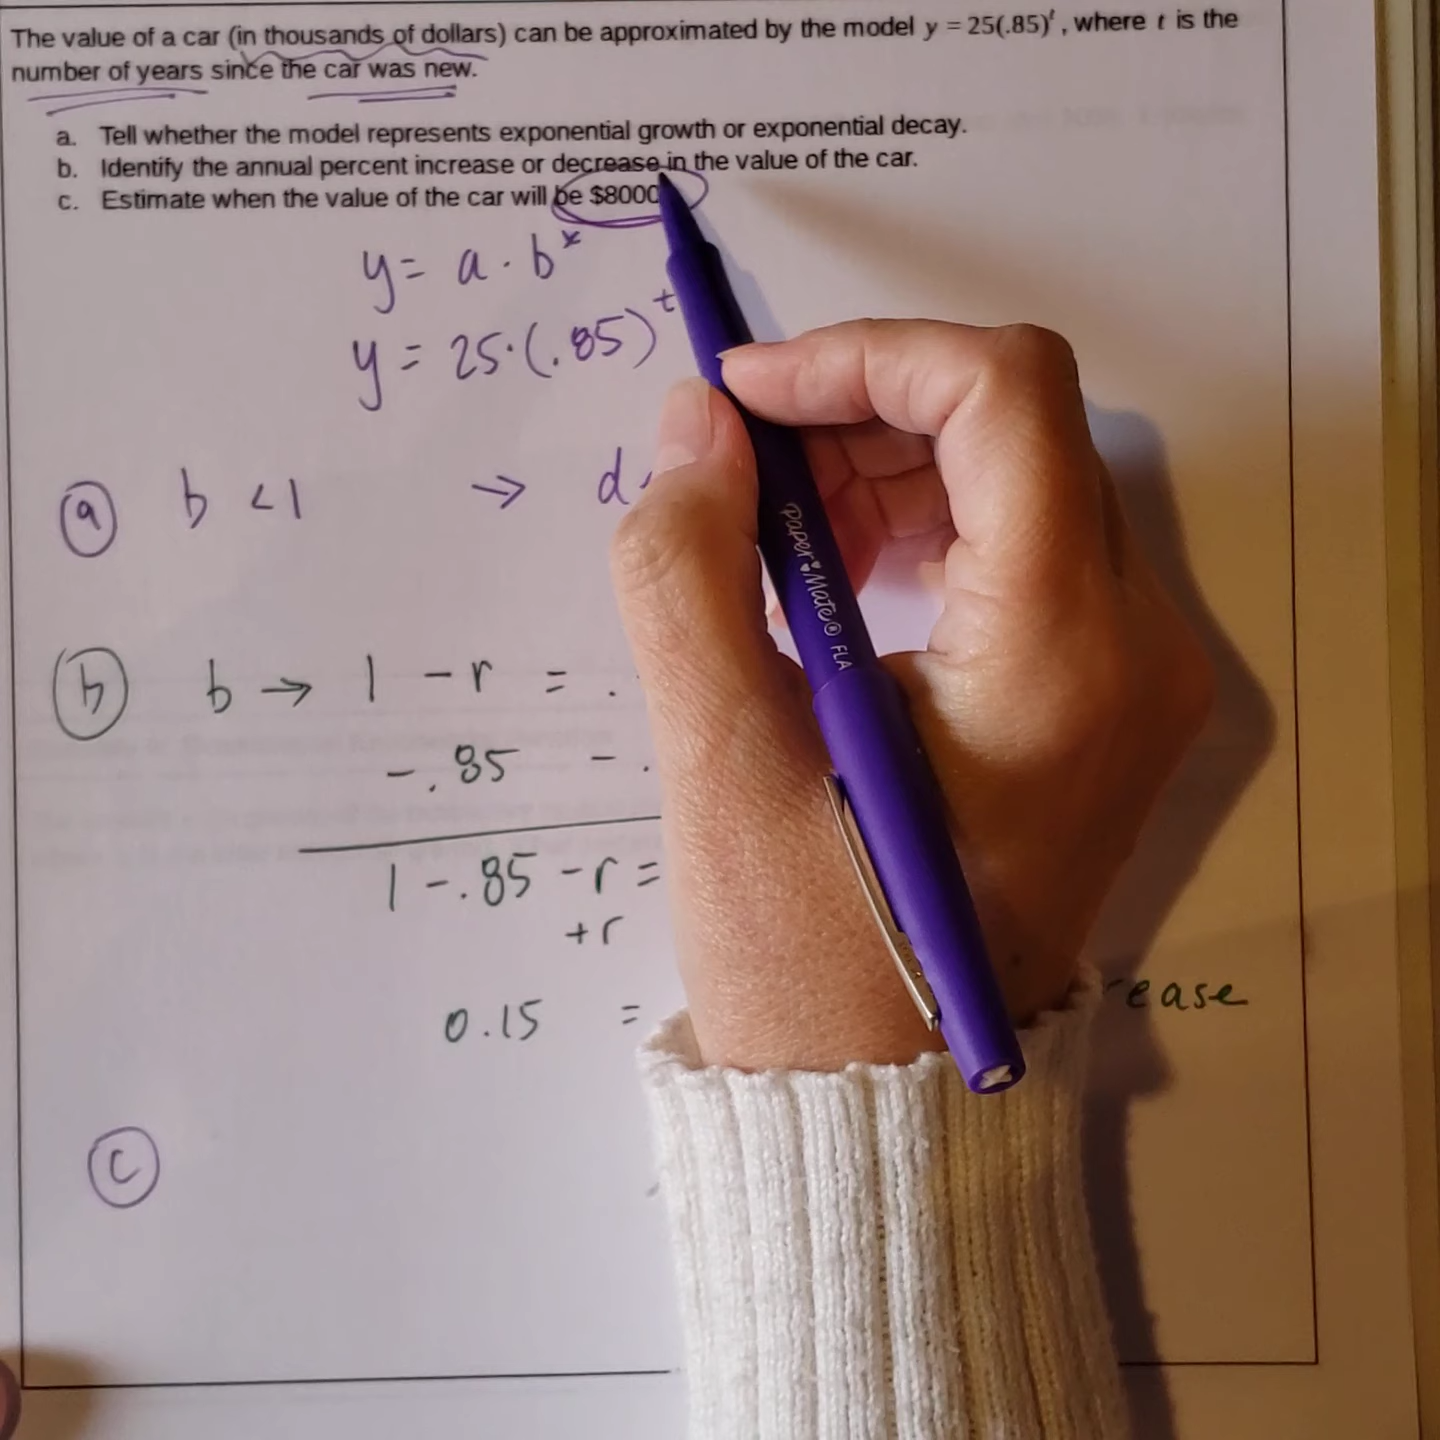 The value of a car (in thousands of dollars) can be approximated by the model y = 25(.85)^t , where t is the
number of years since the car was new.
a. Tell whether the model represents exponential growth or exponential decay.
b. Identify the annual percent increase or decrease in the value of the car.
c. Estimate when the value of the car will be $8000
y = a · b^x
y = 25·(.85)^t
a b < 1 → d
b b → 1 - r = .
- .85 - .
1 - .85 - r =
+ r
0.15 = rease
c
paper Mate® FLA